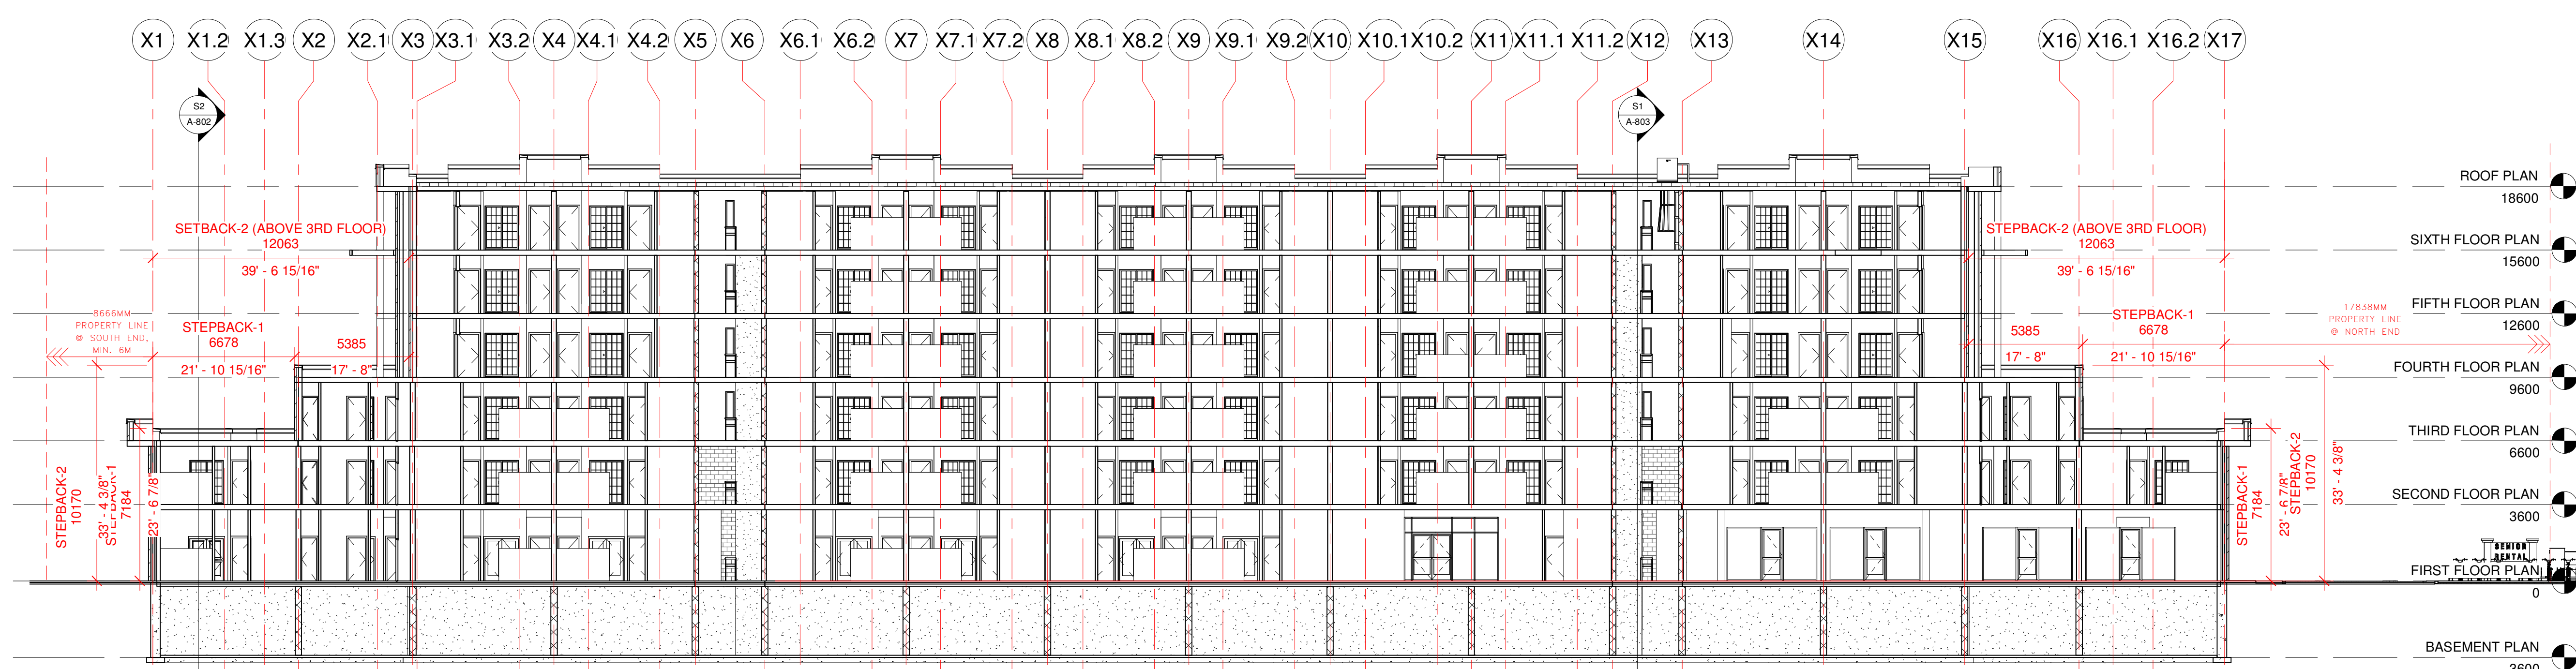 X1 X1.2 X1.3 X2 X2.1 X3 X3.1 X3.2 X4 X4.1 X4.2 X5 X6 X6.1 X6.2 X7 X7.1 X7.2 X8 X8.1 X8.2 X9 X9.1 X9.2 X10 X10.1 X10.2 X11 X11.1 X11.2 X12 X13 X14 X15 X16 X16.1 X16.2 X17
S2
A-802
S1
A-803
SETBACK-2 (ABOVE 3RD FLOOR)
12063
39' - 6 15/16"
8666MM
PROPERTY LINE
@ SOUTH END.
MIN. 6M
STEPBACK-1
6678
21' - 10 15/16"
5385
17' - 8"
STEPBACK-2
10170
33' - 4 3/8"
STEPBACK-1
7184
23' - 6 7/8"
STEPBACK-2 (ABOVE 3RD FLOOR)
12063
39' - 6 15/16"
5385
17' - 8"
STEPBACK-1
6678
21' - 10 15/16"
17838MM
PROPERTY LINE
@ NORTH END
STEPBACK-1
7184
23' - 6 7/8"
STEPBACK-2
10170
33' - 4 3/8"
ROOF PLAN
18600
SIXTH FLOOR PLAN
15600
FIFTH FLOOR PLAN
12600
FOURTH FLOOR PLAN
9600
THIRD FLOOR PLAN
6600
SECOND FLOOR PLAN
3600
SENIOR
RENTAL
FIRST FLOOR PLAN
0
BASEMENT PLAN
3600